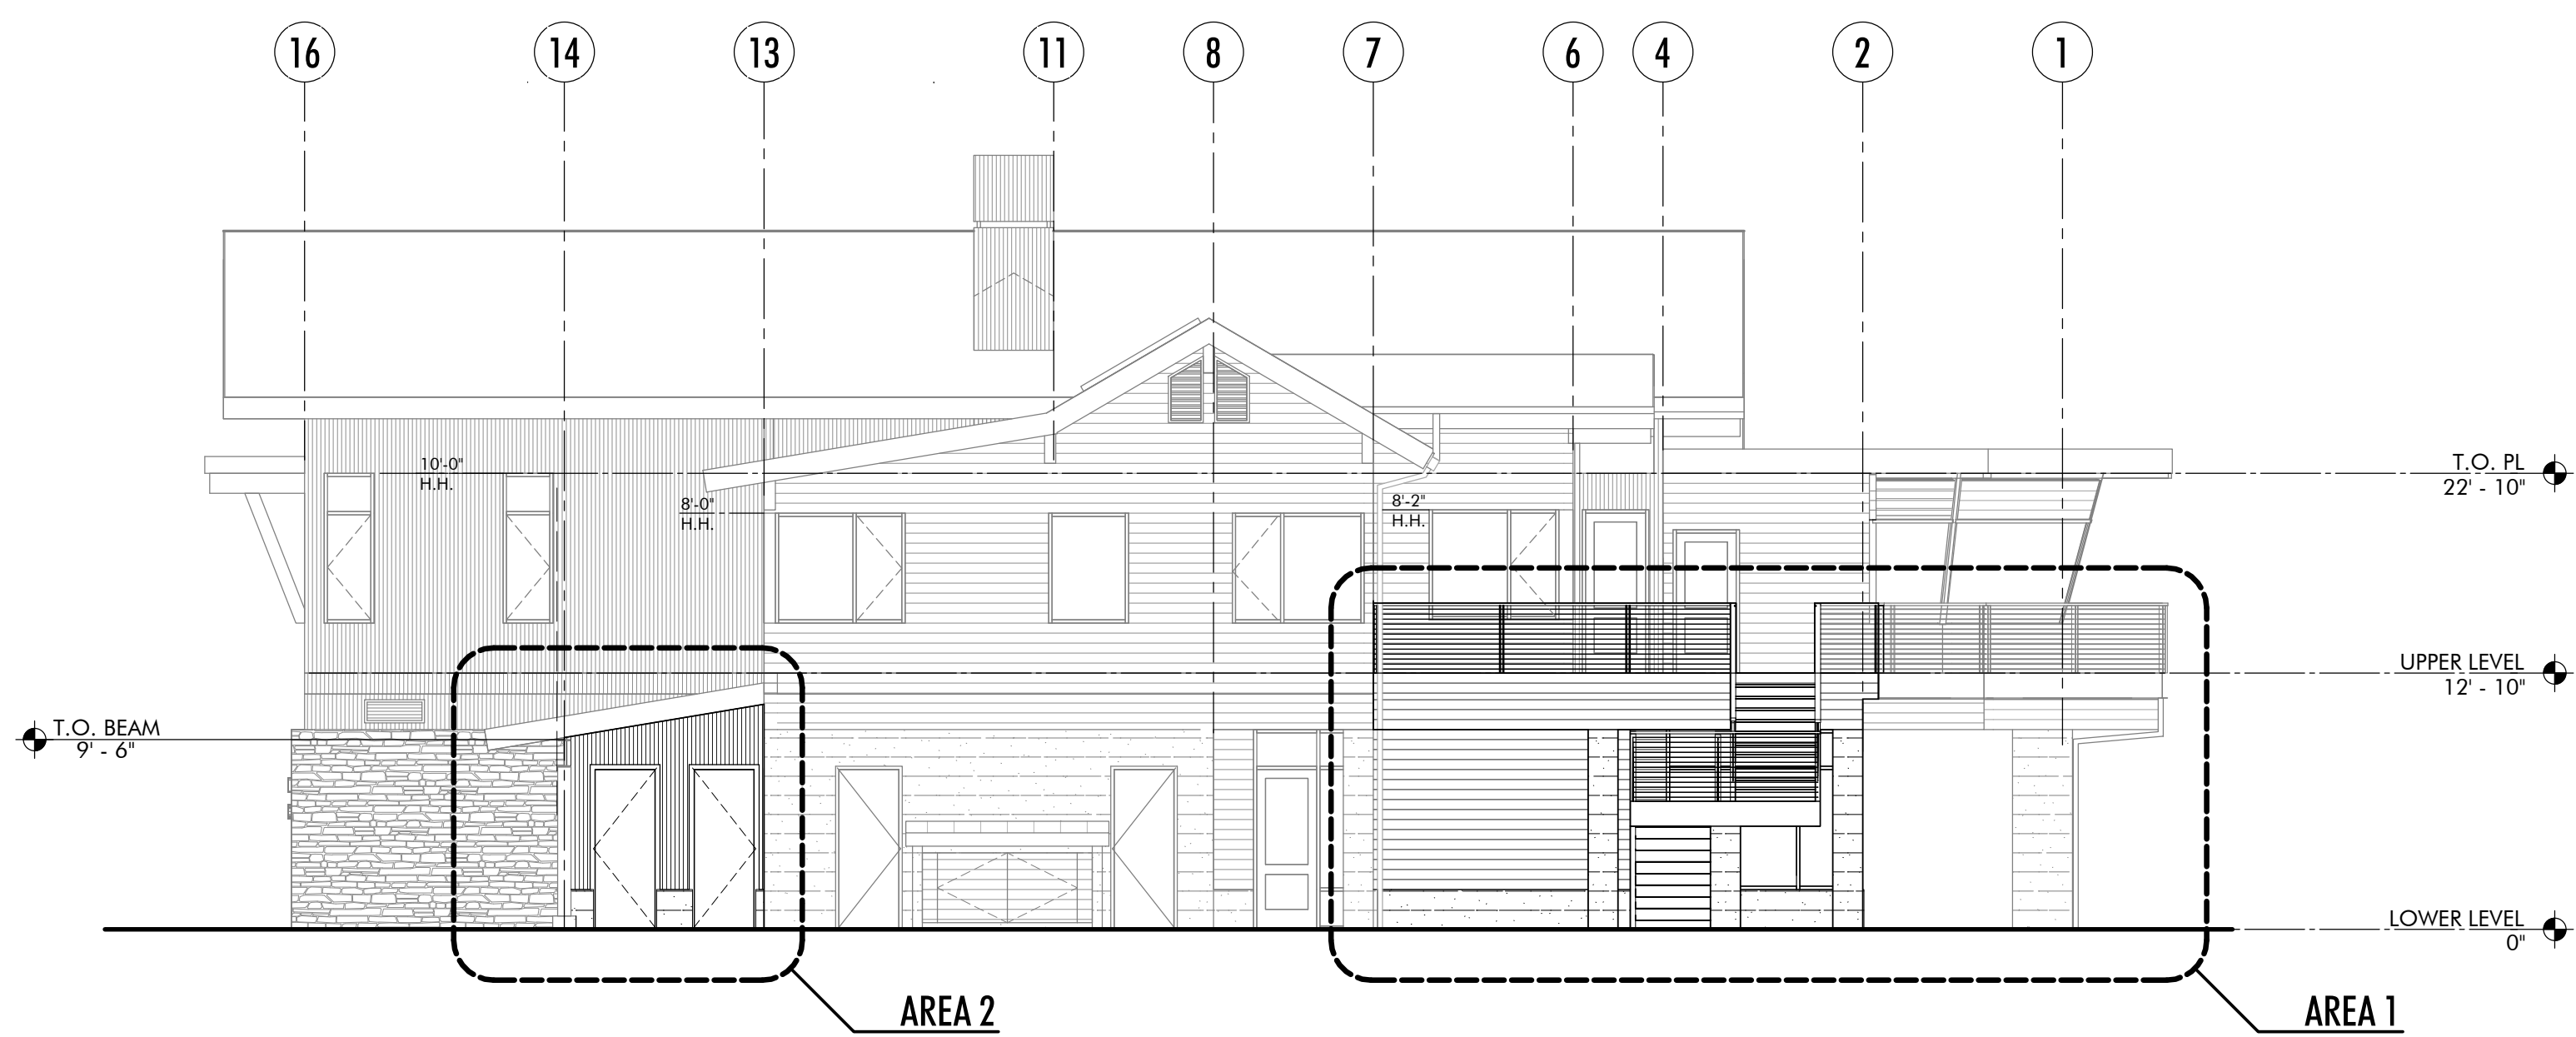 16 14 13 11 8 7 6 4 2 1
10'-0"
H.H.
8'-0"
H.H.
8'-2"
H.H.
T.O. PL
22' - 10"
UPPER LEVEL
12' - 10"
T.O. BEAM
9' - 6"
LOWER LEVEL
0"
AREA 2
AREA 1